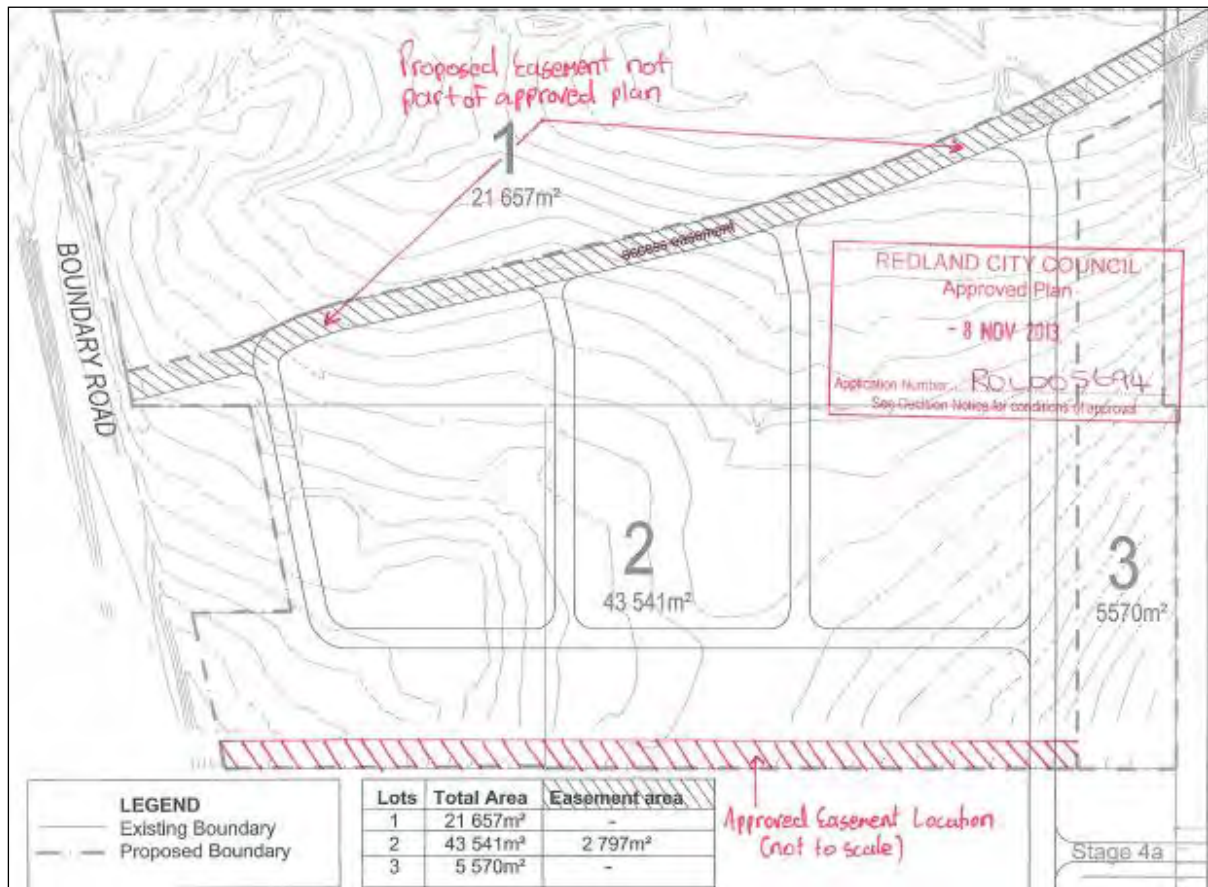 Proposed Easement not
part of approved plan
1
21 657m²
access easement
BOUNDARY ROAD
REDLAND CITY COUNCIL
Approved Plan
- 8 NOV 2013
Application Number.. ROL005694
See Decision Notice for conditions of approval
2
43 541m²
3
5570m²
LEGEND
Existing Boundary
Proposed Boundary
Lots Total Area Easement area
1 21 657m² -
2 43 541m² 2 797m²
3 5 570m² -
Approved Easement Location
(not to scale)
Stage 4a